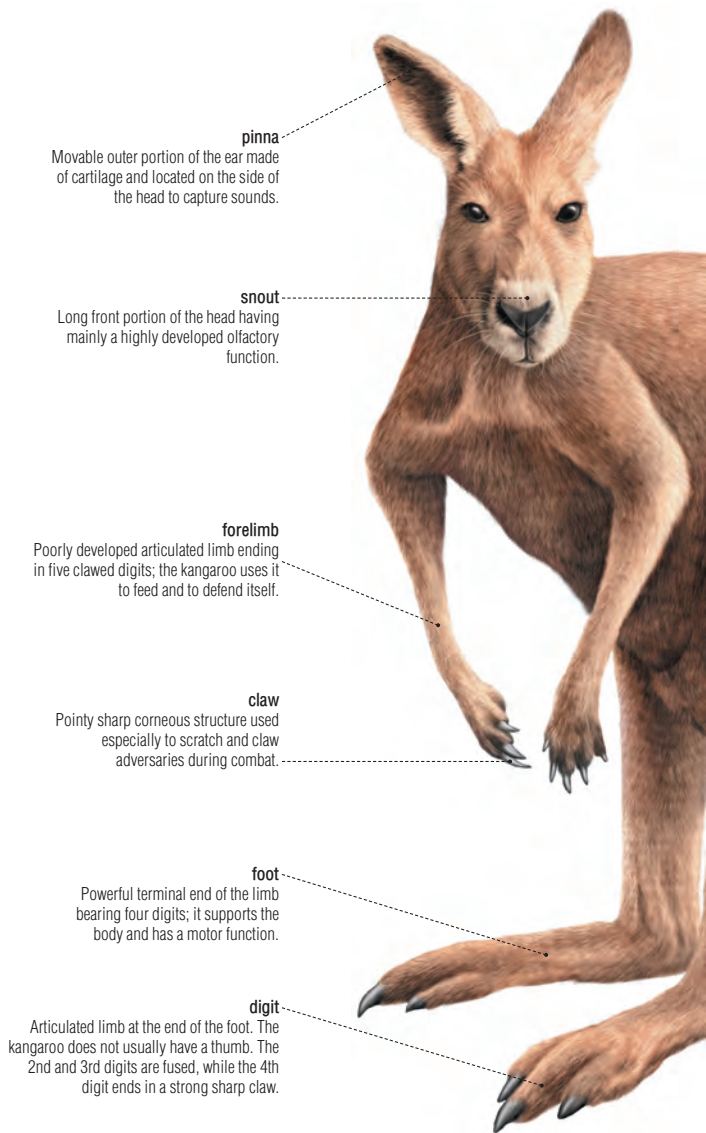 pinna
Movable outer portion of the ear made
of cartilage and located on the side of
the head to capture sounds.
snout
Long front portion of the head having
mainly a highly developed olfactory
function.
forelimb
Poorly developed articulated limb ending
in five clawed digits; the kangaroo uses it
to feed and to defend itself.
claw
Pointy sharp corneous structure used
especially to scratch and claw
adversaries during combat.
foot
Powerful terminal end of the limb
bearing four digits; it supports the
body and has a motor function.
digit
Articulated limb at the end of the foot. The
kangaroo does not usually have a thumb. The
2nd and 3rd digits are fused, while the 4th
digit ends in a strong sharp claw.